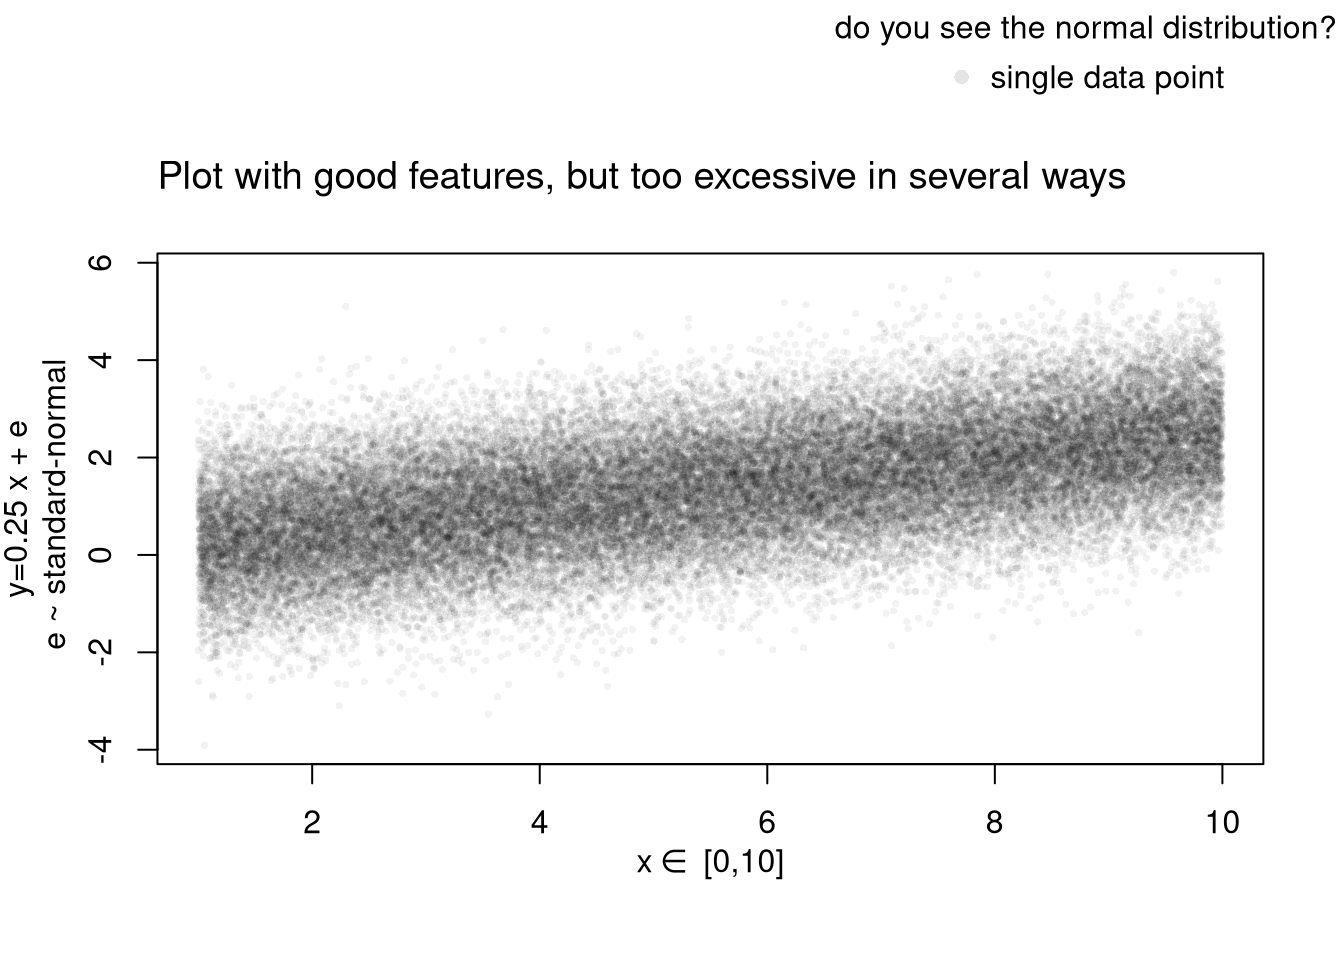 do you see the normal distribution?
single data point
Plot with good features, but too excessive in several ways
y=0.25 x + e
e ~ standard-normal
6
4
2
0
-2
-4
2 4 6 8 10
x ∈ [0,10]